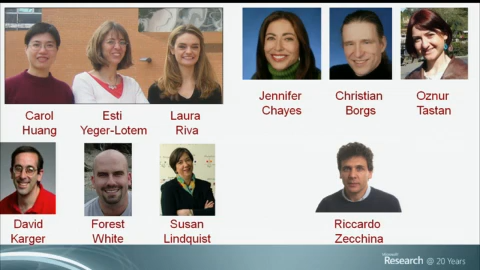 Carol Huang
Esti Yeger-Lotem
Laura Riva
Jennifer Chayes
Christian Borgs
Oznur Tastan
David Karger
Forest White
Susan Lindquist
Riccardo Zecchina
Microsoft
Research @ 20 Years